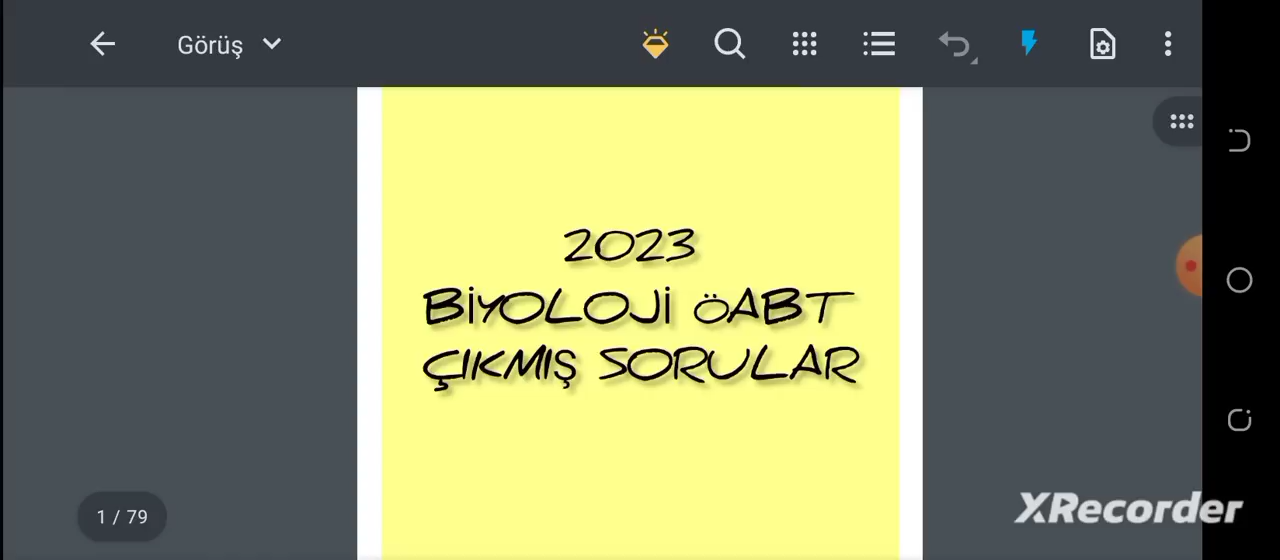 Görüş
2023
BİYOLOJİ ÖABT
ÇIKMIŞ SORULAR
1 / 79
XRecorder